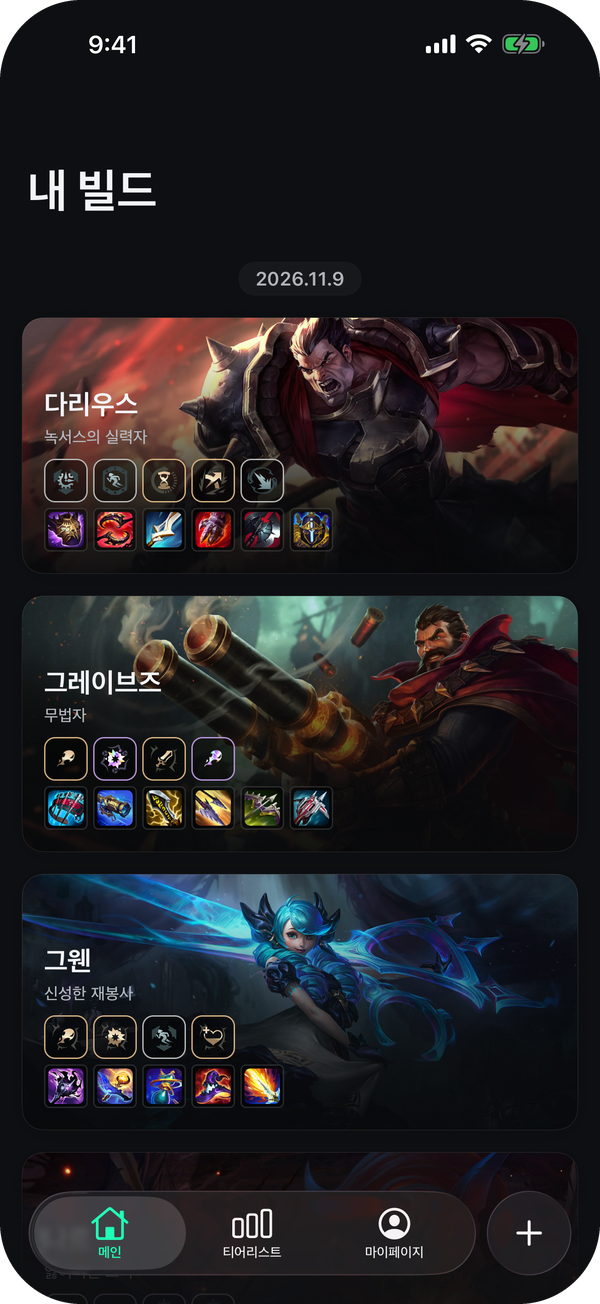 9:41
내 빌드
2026.11.9
다리우스
녹서스의 실력자
그레이브즈
무법자
그웬
신성한 재봉사
메인
티어리스트
마이페이지